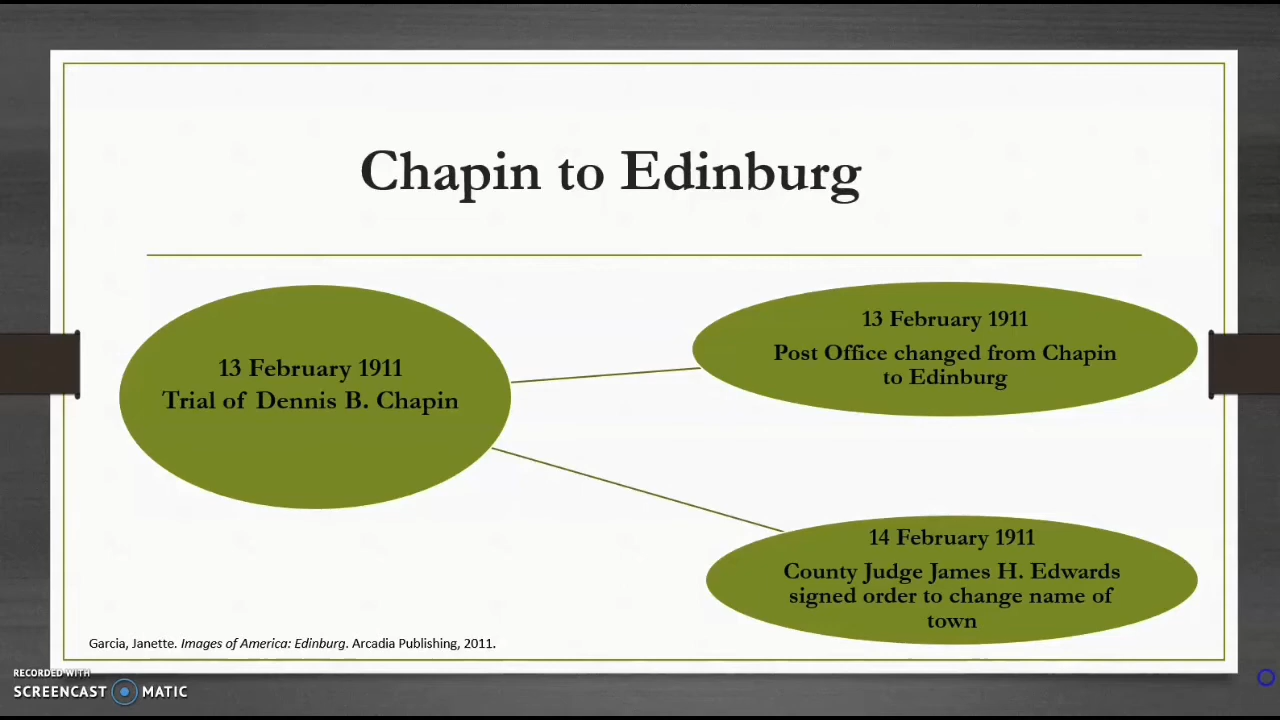 Chapin to Edinburg
13 February 1911
Trial of Dennis B. Chapin
13 February 1911
Post Office changed from Chapin
to Edinburg
14 February 1911
County Judge James H. Edwards
signed order to change name of
town
Garcia, Janette. Images of America: Edinburg. Arcadia Publishing, 2011.
RECORDED WITH
SCREENCAST MATIC